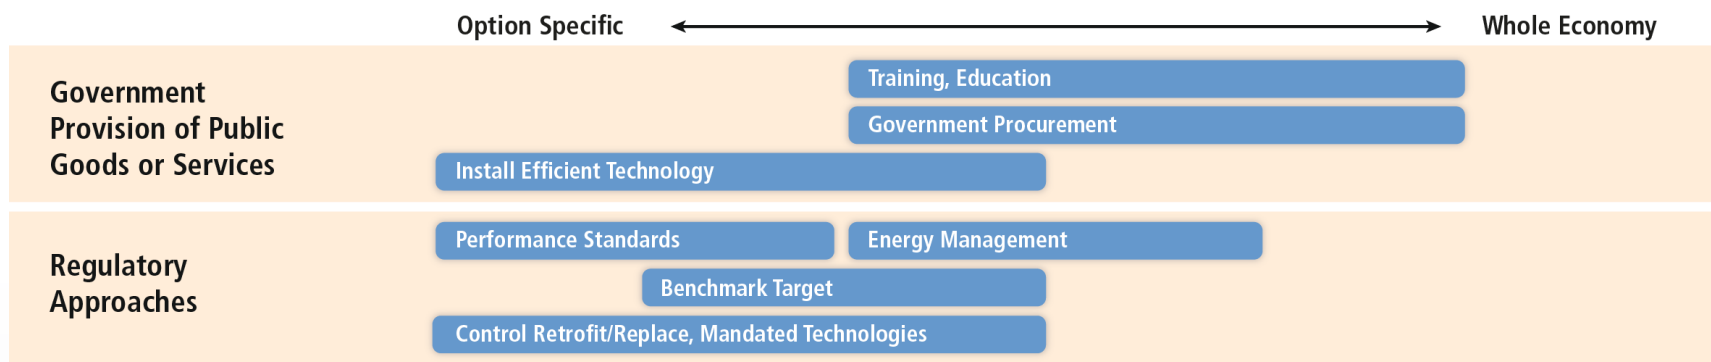 Option Specific
Whole Economy
Government
Provision of Public
Goods or Services
Training, Education
Government Procurement
Install Efficient Technology
Regulatory
Approaches
Performance Standards
Energy Management
Benchmark Target
Control Retrofit/Replace, Mandated Technologies